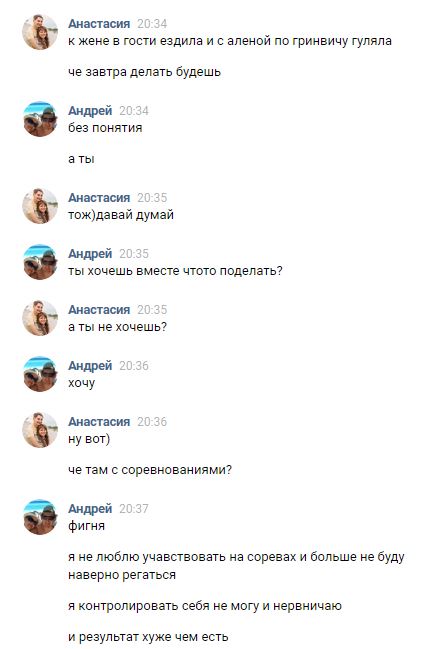 Анастасия 20:34
к жене в гости ездила и с аленой по гринвичу гуляла
че завтра делать будешь
Андрей 20:34
без понятия
а ты
Анастасия 20:35
тож)давай думай
Андрей 20:35
ты хочешь вместе чтото поделать?
Анастасия 20:35
а ты не хочешь?
Андрей 20:36
хочу
Анастасия 20:36
ну вот)
че там с соревнованиями?
Андрей 20:37
фигня
я не люблю учавствовать на соревах и больше не буду
наверно регаться
я контролировать себя не могу и нервничаю
и результат хуже чем есть